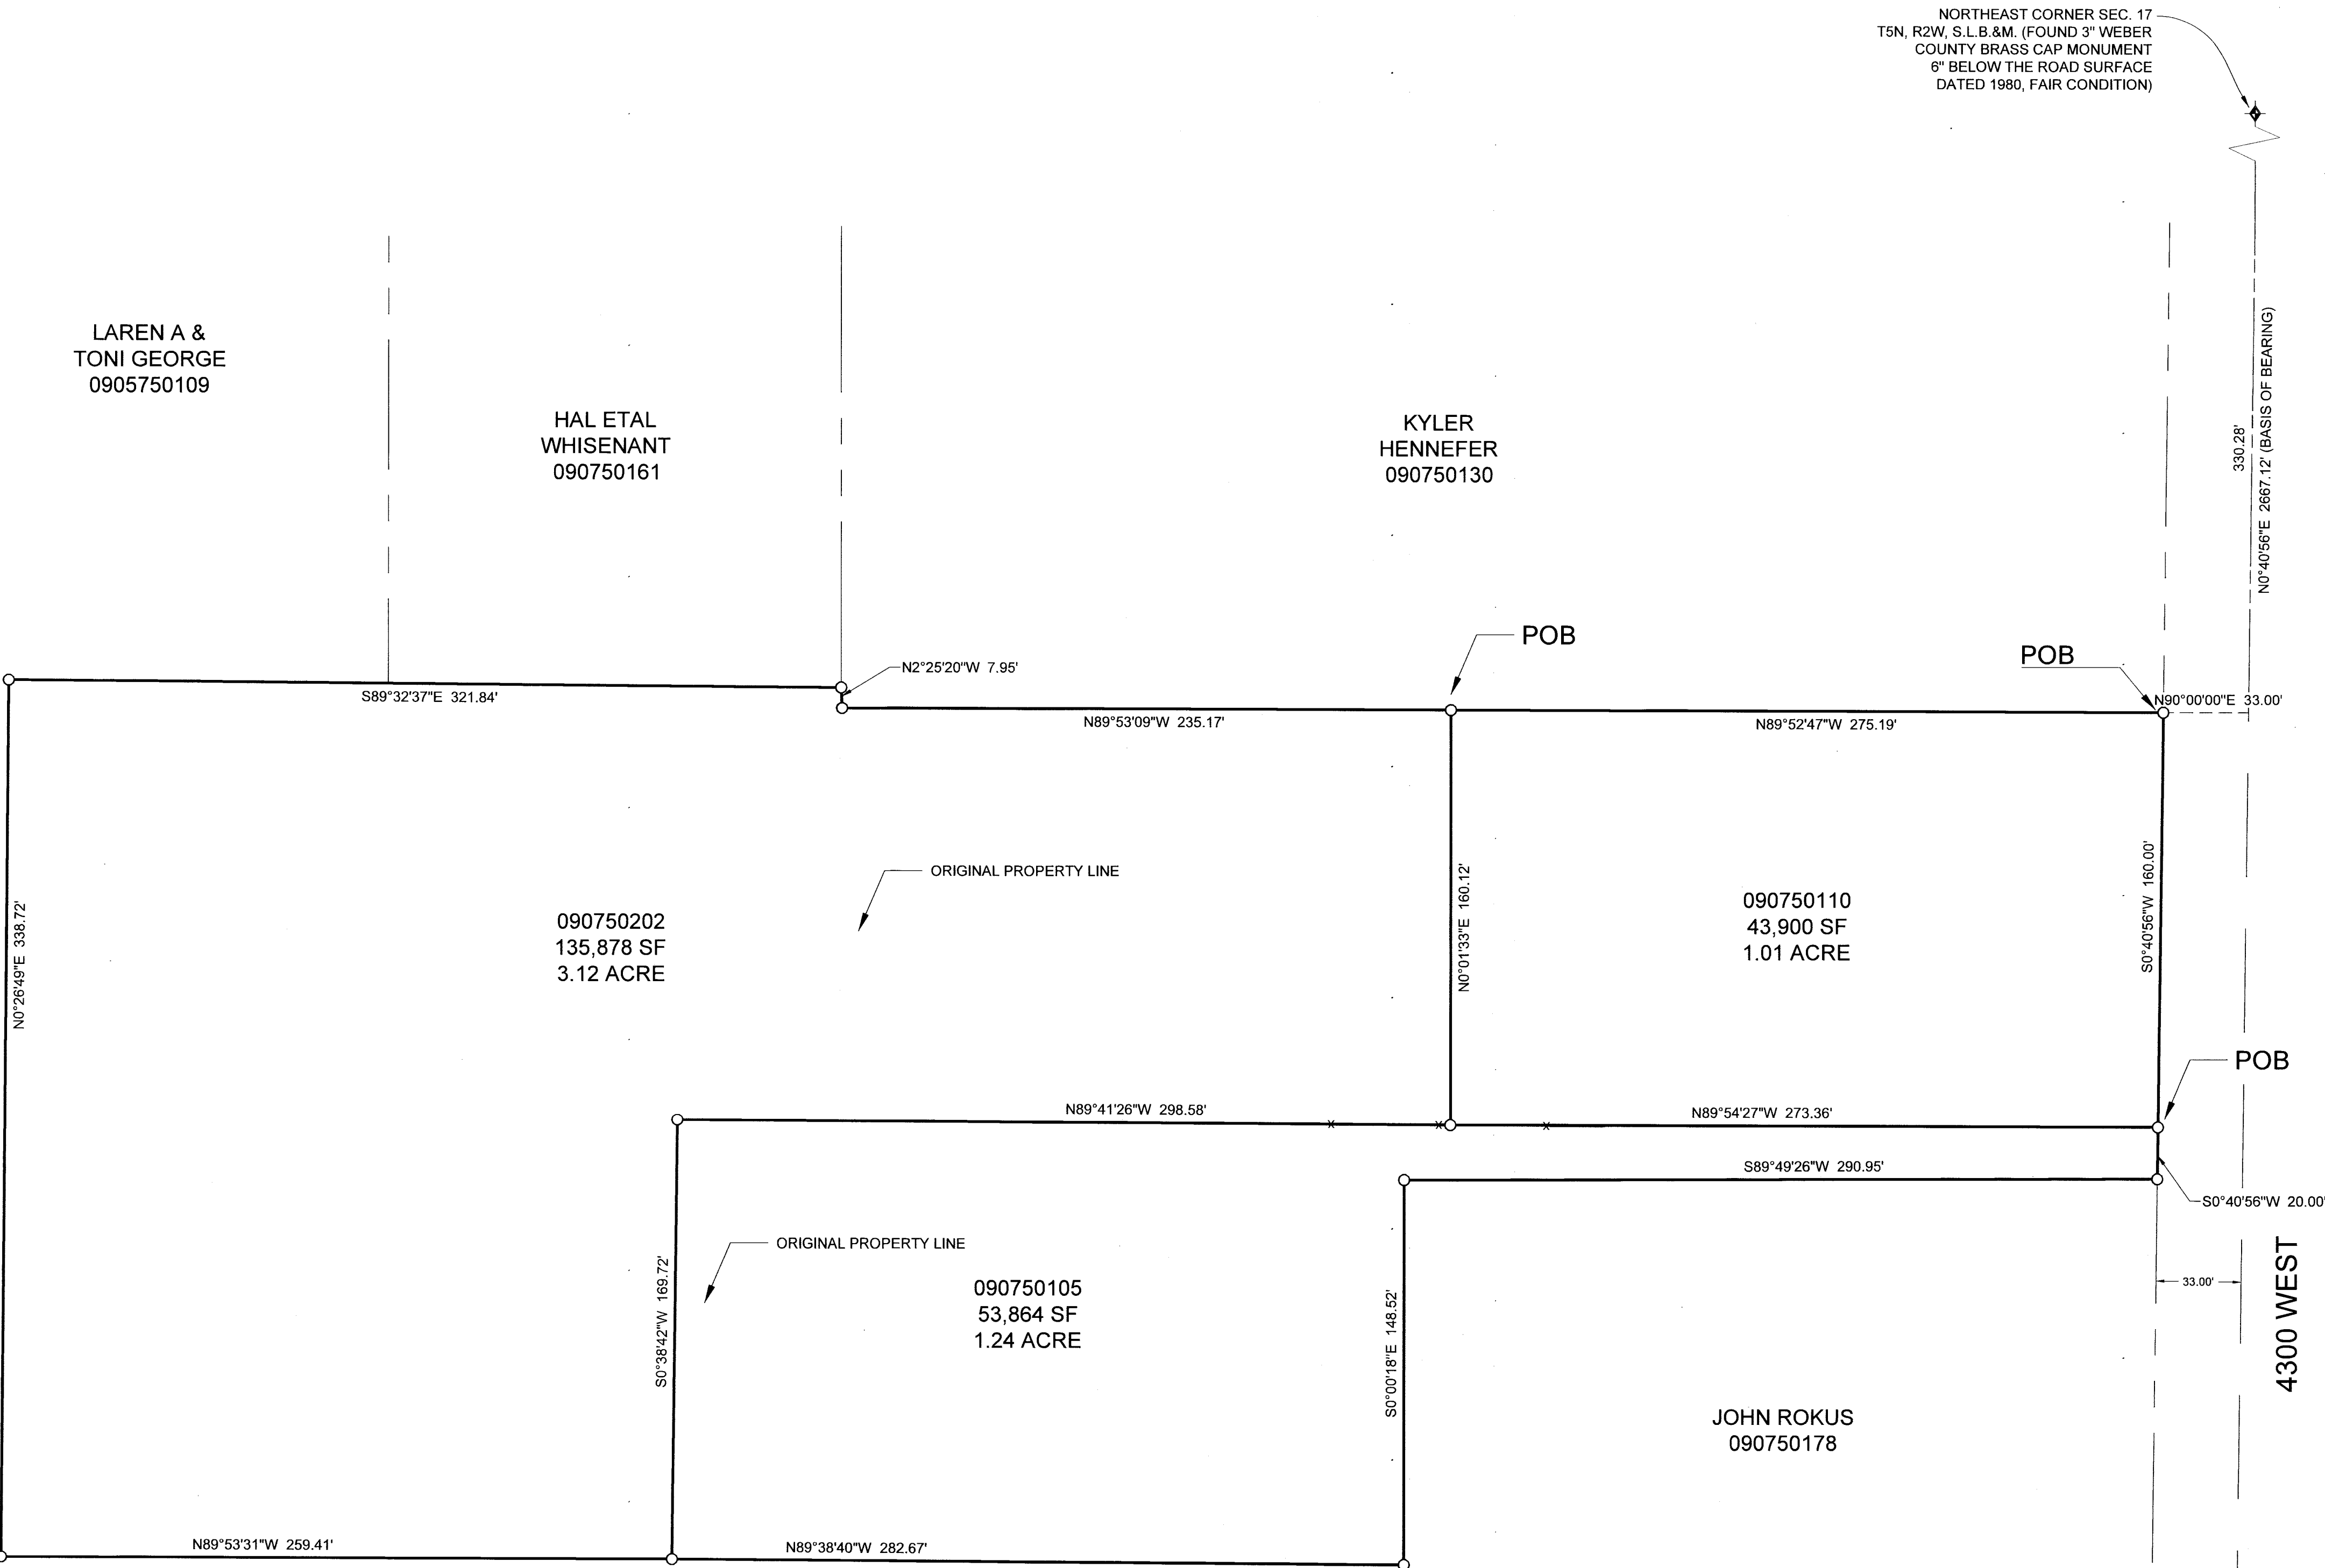 NORTHEAST CORNER SEC. 17
T5N, R2W, S.L.B.&M. (FOUND 3" WEBER
COUNTY BRASS CAP MONUMENT
6" BELOW THE ROAD SURFACE
DATED 1980, FAIR CONDITION)
LAREN A &
TONI GEORGE
0905750109
HAL ETAL
WHISENANT
090750161
KYLER
HENNEFER
090750130
330.28'
N0°40'56"E 2667.12' (BASIS OF BEARING)
POB
POB
N2°25'20"W 7.95'
S89°32'37"E 321.84'
N89°53'09"W 235.17'
N89°52'47"W 275.19'
N90°00'00"E 33.00'
ORIGINAL PROPERTY LINE
N0°26'49"E 338.72'
090750202
135,878 SF
3.12 ACRE
N0°01'33"E 160.12'
090750110
43,900 SF
1.01 ACRE
S0°40'56"W 160.00'
POB
N89°41'26"W 298.58'
N89°54'27"W 273.36'
S89°49'26"W 290.95'
S0°40'56"W 20.00'
ORIGINAL PROPERTY LINE
S0°38'42"W 169.72'
090750105
53,864 SF
1.24 ACRE
S0°00'18"E 148.52'
33.00'
4300 WEST
JOHN ROKUS
090750178
N89°53'31"W 259.41'
N89°38'40"W 282.67'